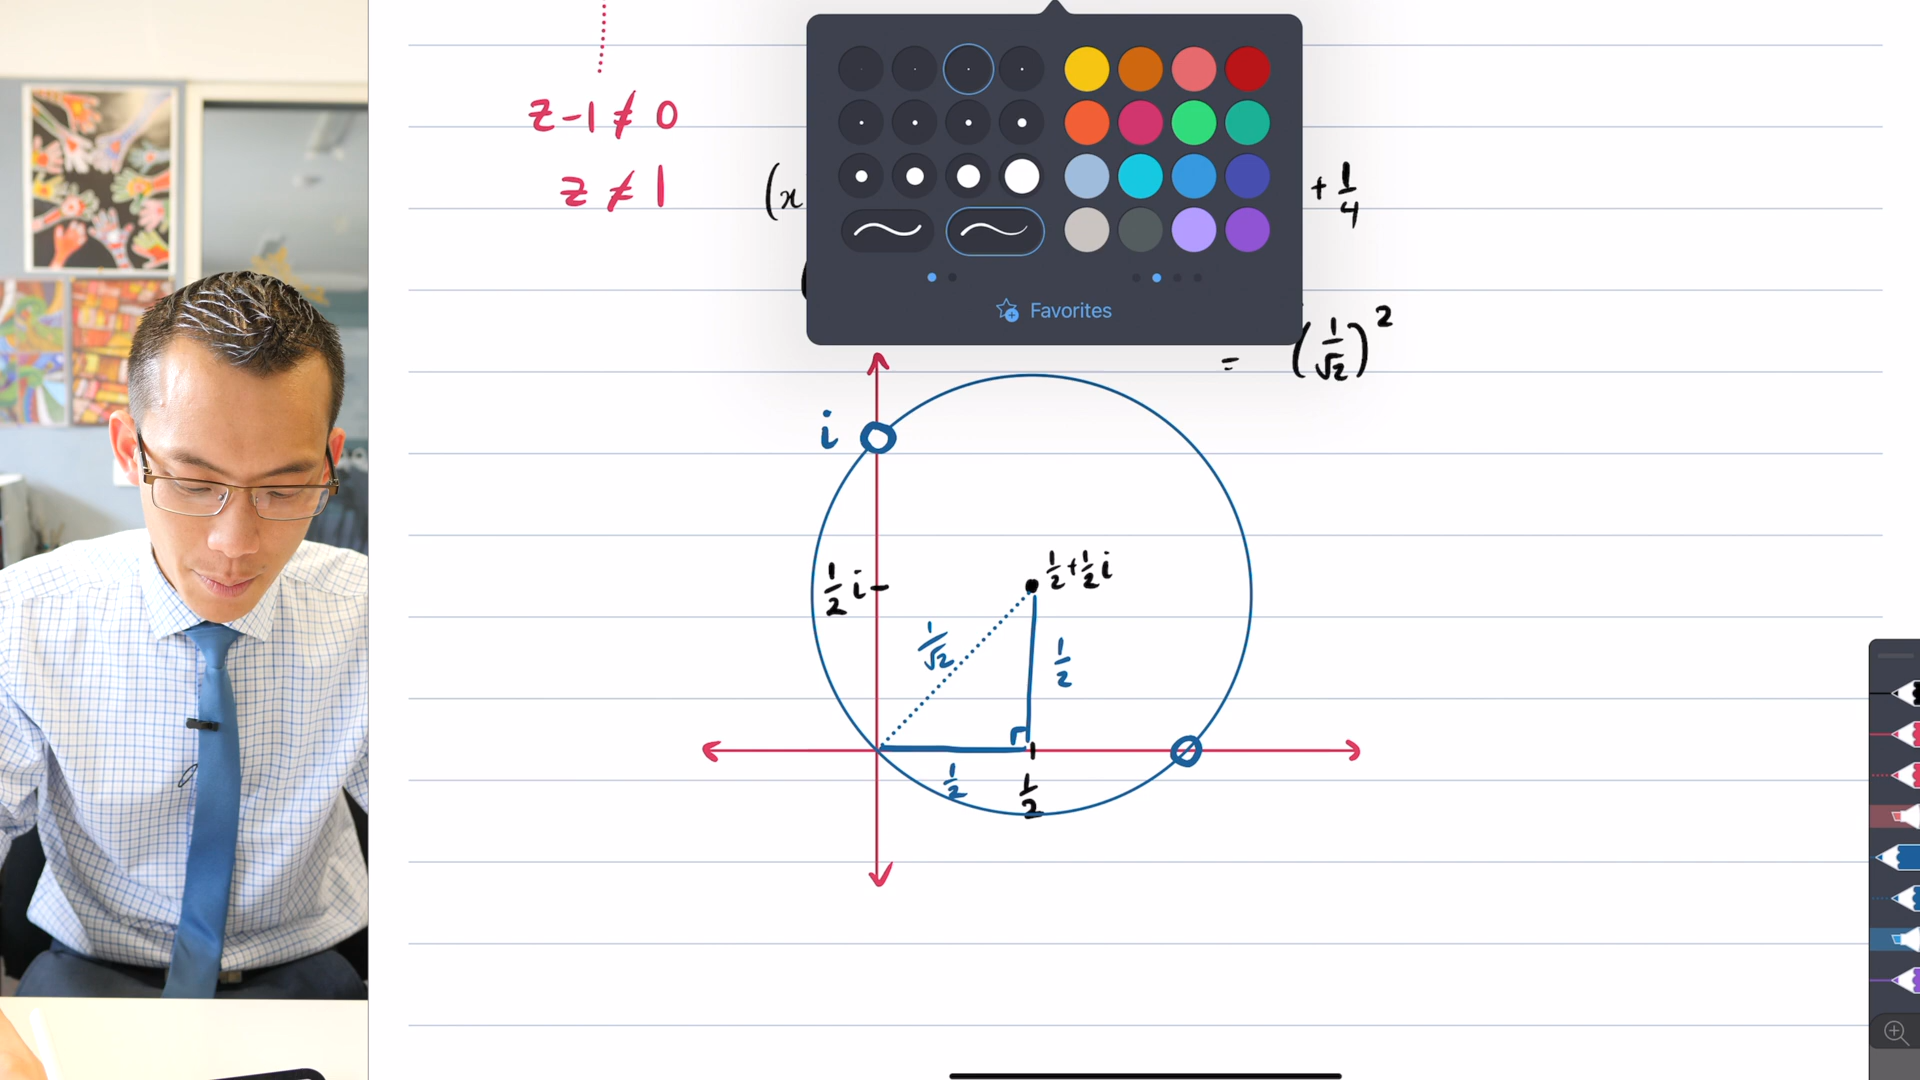 z-1≠0
z≠1
(x
+ 1/4
(
= (1/√2)²
Favorites
i
1/2 i
1/2+1/2i
1/√2
1/2
1/2
1/2